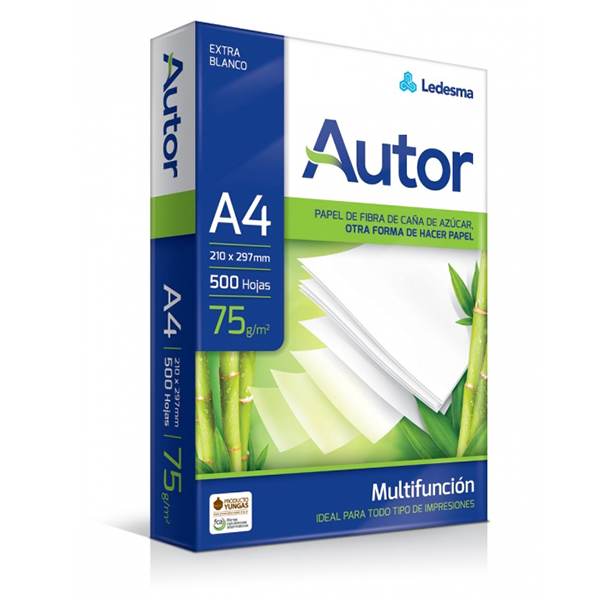 EXTRA
BLANCO
Ledesma
Autor
PAPEL DE FIBRA DE CAÑA DE AZÚCAR,
OTRA FORMA DE HACER PAPEL
A4
210 x 297mm
500 Hojas
75g/m²
Multifunción
IDEAL PARA TODO TIPO DE IMPRESIONES
PRODUCTO
YUNGAS
fca
Autor
A4
210 x 297mm
500 Hojas
75g/m²